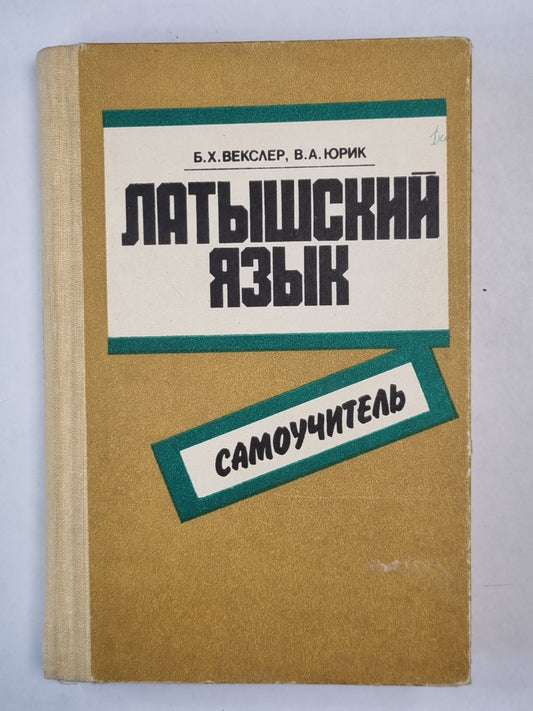 Б.Х.ВЕКСЛЕР, В.А.ЮРИК
ЛАТЫШСКИЙ
ЯЗЫК
САМОУЧИТЕЛЬ